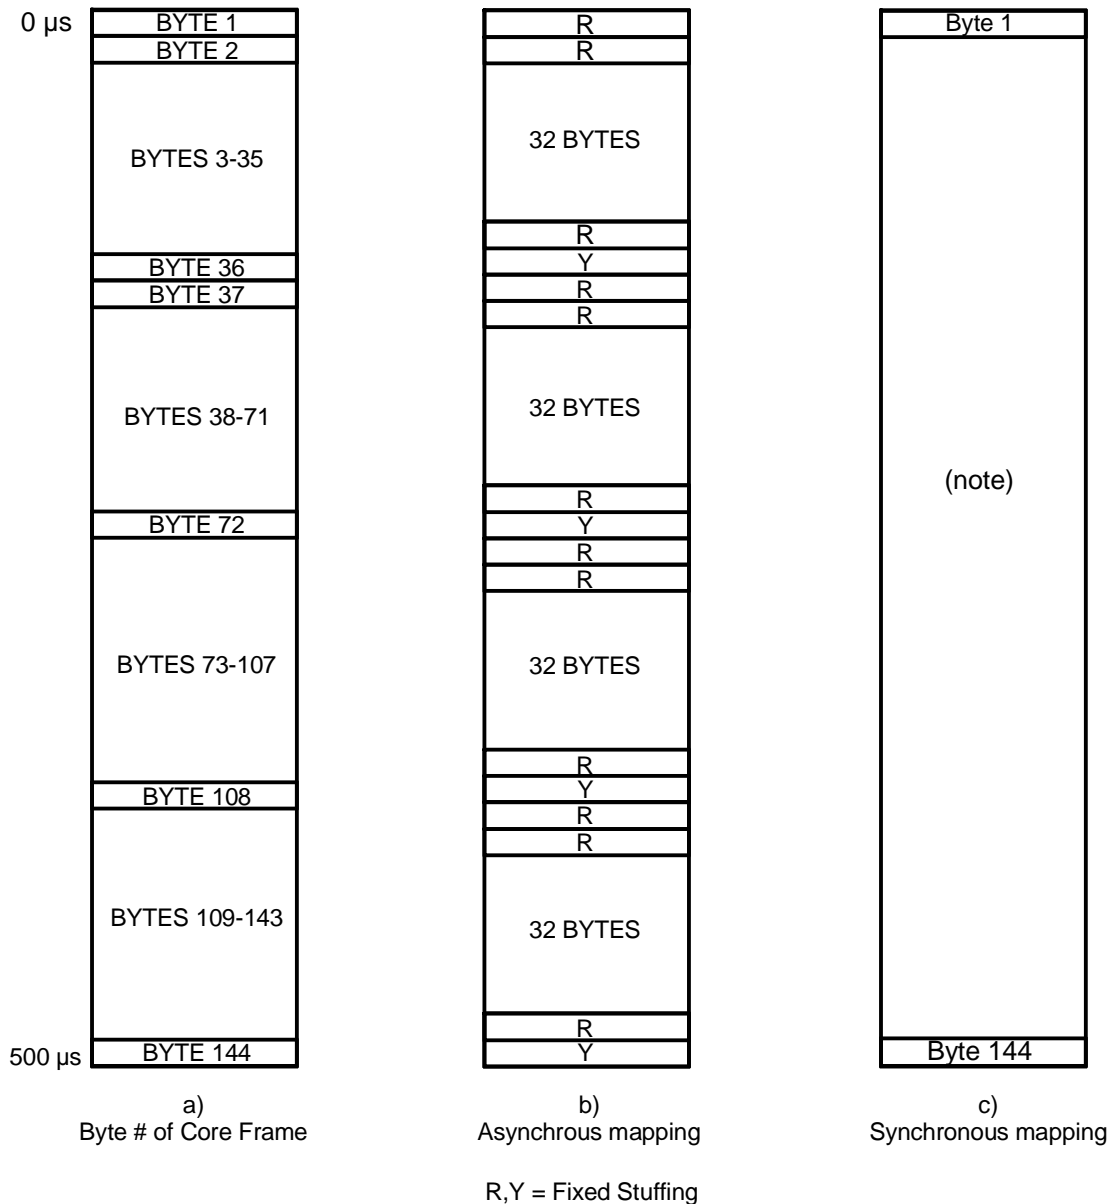 0 µs
BYTE 1
BYTE 2
BYTES 3-35
BYTE 36
BYTE 37
BYTES 38-71
BYTE 72
BYTES 73-107
BYTE 108
BYTES 109-143
500 µs
BYTE 144
a)
Byte # of Core Frame
R
R
32 BYTES
R
Y
R
R
32 BYTES
R
Y
R
R
32 BYTES
R
Y
R
R
32 BYTES
R
Y
b)
Asynchrous mapping
Byte 1
(note)
Byte 144
c)
Synchronous mapping
R,Y = Fixed Stuffing